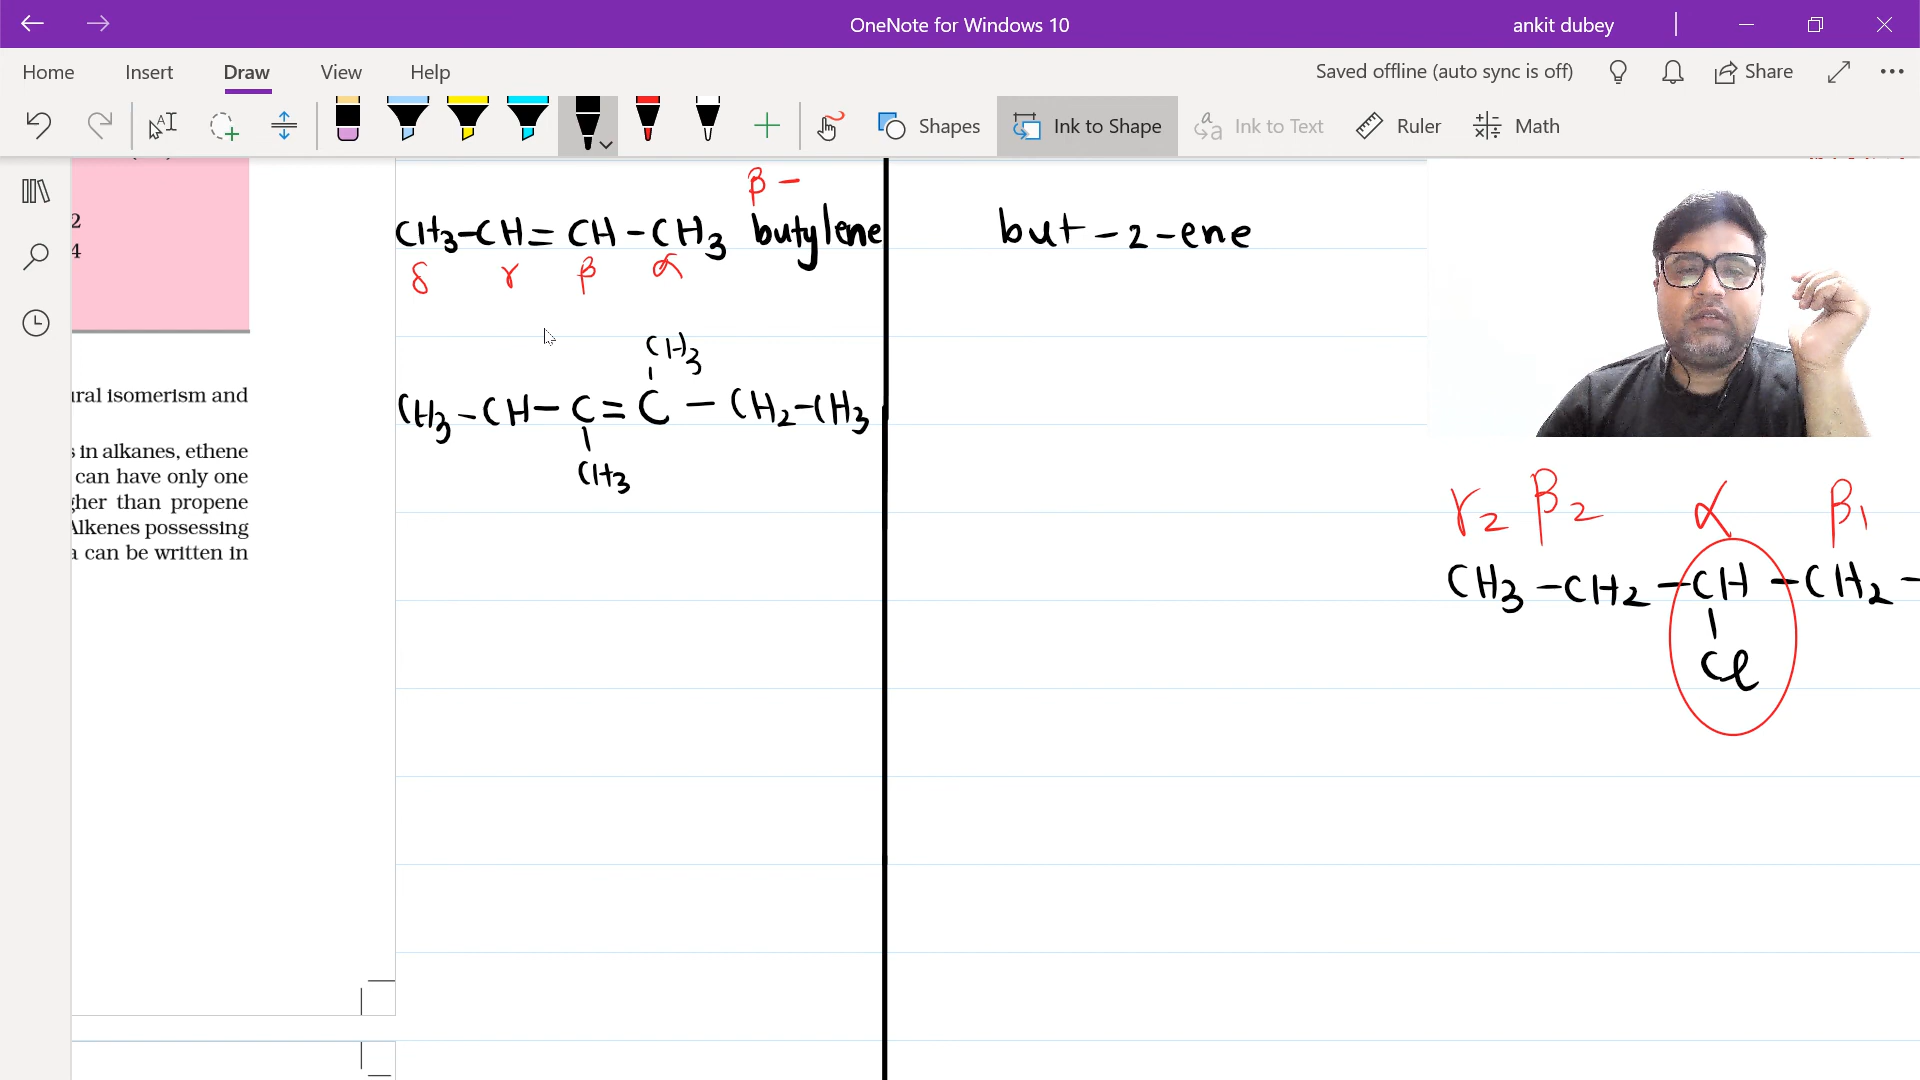 OneNote for Windows 10
ankit dubey
Home Insert Draw View Help
Saved offline (auto sync is off)
Share
Shapes
Ink to Shape
Ink to Text
Ruler
Math
2
4
ural isomerism and
s in alkanes, ethene
can have only one
gher than propene
Alkenes possessing
a can be written in
β -
CH3-CH=CH-CH3 butylene
δ γ β α
CH3
CH3-CH-C=C-CH2-CH3
CH3
but-2-ene
γ2 β2 α β1
CH3-CH2-CH-CH2-
Cl